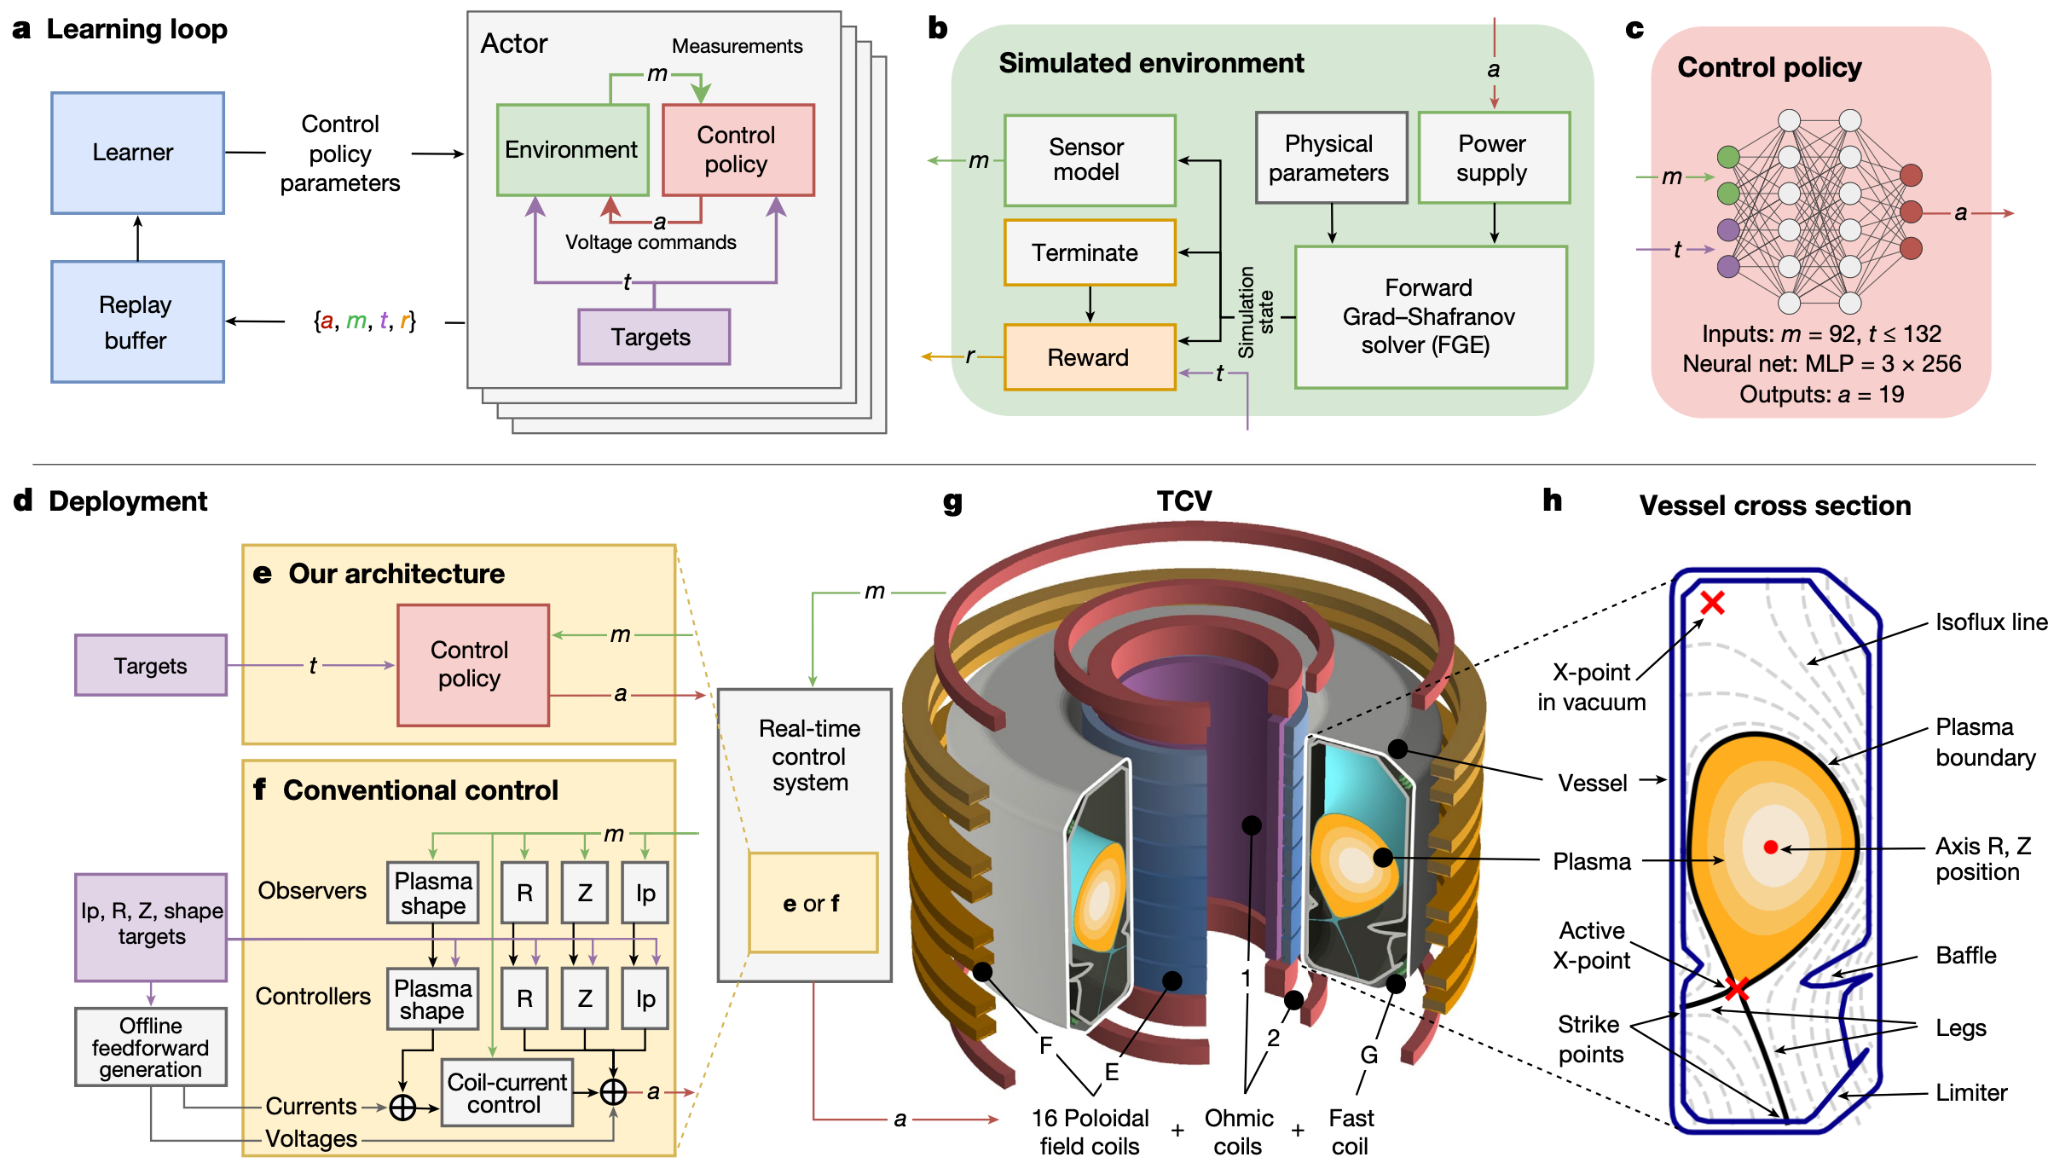 a Learning loop
Learner
Control
policy
parameters
Replay
buffer
{a, m, t, r}
Actor
Measurements
m
Environment
Control
policy
a
Voltage commands
t
Targets
b
Simulated environment
a
m
Sensor
model
Physical
parameters
Power
supply
Terminate
Simulation
state
Forward
Grad–Shafranov
solver (FGE)
r
Reward
t
c
Control policy
m
t
a
Inputs: m = 92, t ≤ 132
Neural net: MLP = 3 × 256
Outputs: a = 19
d Deployment
e Our architecture
Targets
t
Control
policy
m
a
f Conventional control
m
Observers
Plasma
shape
R
Z
Ip
Ip, R, Z, shape
targets
Controllers
Plasma
shape
R
Z
Ip
Offline
feedforward
generation
Coil-current
control
a
Currents
Voltages
m
Real-time
control
system
e or f
a
g
TCV
1
2
F
E
G
16 Poloidal
field coils
+
Ohmic
coils
+
Fast
coil
h
Vessel cross section
Isoflux line
X-point
in vacuum
Plasma
boundary
Vessel
Plasma
Axis R, Z
position
Active
X-point
Baffle
Strike
points
Legs
Limiter